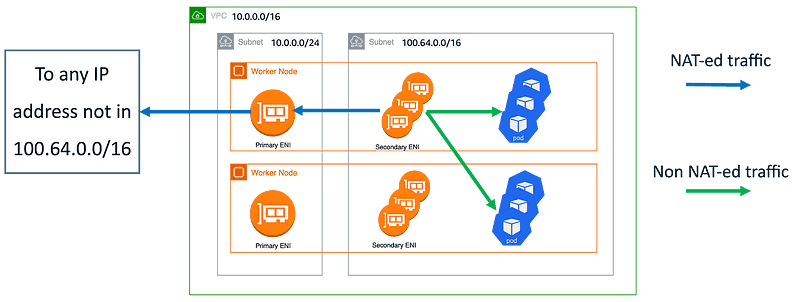 VPC 10.0.0.0/16
Subnet 10.0.0.0/24
Subnet 100.64.0.0/16
To any IP
address not in
100.64.0.0/16
Worker Node
Primary ENI
Secondary ENI
pod
Worker Node
Primary ENI
Secondary ENI
pod
NAT-ed traffic
Non NAT-ed traffic